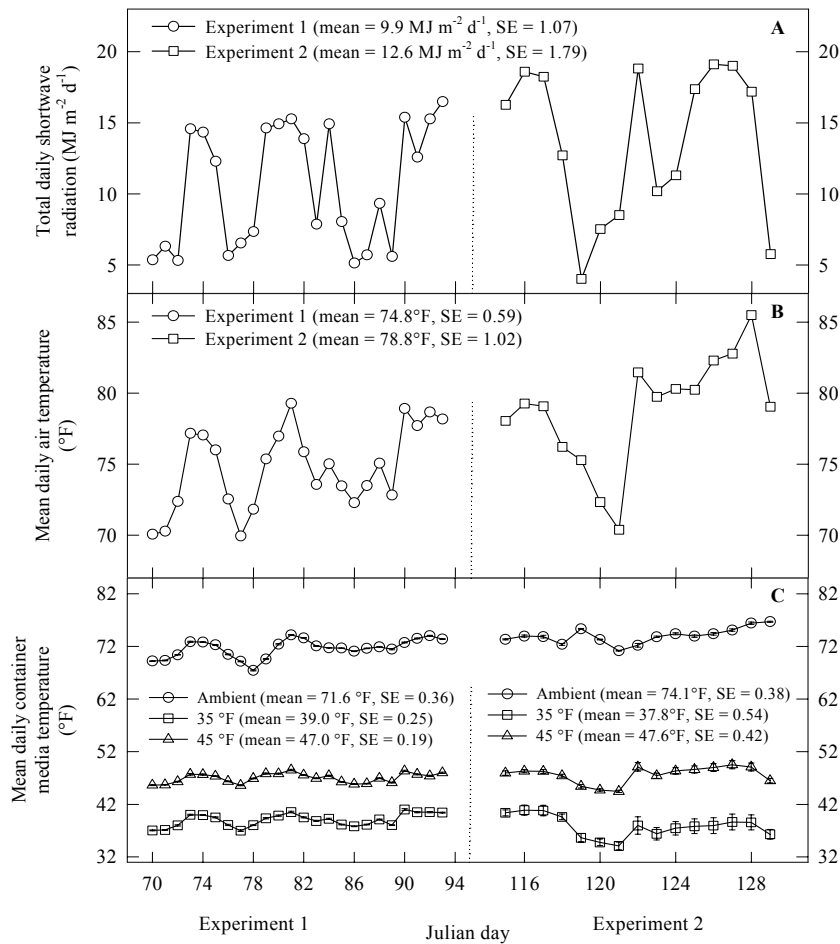 A
Experiment 1 (mean = 9.9 MJ m⁻² d⁻¹, SE = 1.07)
Experiment 2 (mean = 12.6 MJ m⁻² d⁻¹, SE = 1.79)
Total daily shortwave
radiation (MJ m⁻² d⁻¹)
20
15
10
5
20
15
10
5
B
Experiment 1 (mean = 74.8°F, SE = 0.59)
Experiment 2 (mean = 78.8°F, SE = 1.02)
Mean daily air temperature
(°F)
85
80
75
70
85
80
75
70
C
Mean daily container
media temperature
(°F)
82
72
62
52
42
32
82
72
62
52
42
32
Ambient (mean = 71.6 °F, SE = 0.36)
35 °F (mean = 39.0 °F, SE = 0.25)
45 °F (mean = 47.0 °F, SE = 0.19)
Ambient (mean = 74.1°F, SE = 0.38)
35 °F (mean = 37.8°F, SE = 0.54)
45 °F (mean = 47.6°F, SE = 0.42)
70 74 78 82 86 90 94 116 120 124 128
Experiment 1 Julian day Experiment 2